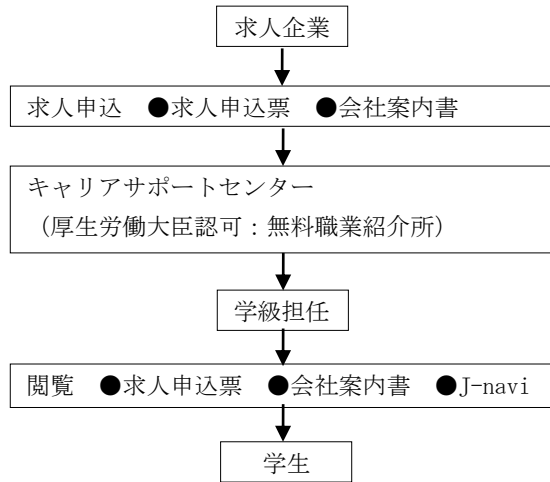 求人企業
求人申込　●求人申込票　●会社案内書
キャリアサポートセンター
（厚生労働大臣認可：無料職業紹介所）
学級担任
閲覧　●求人申込票　●会社案内書　●J-navi
学生